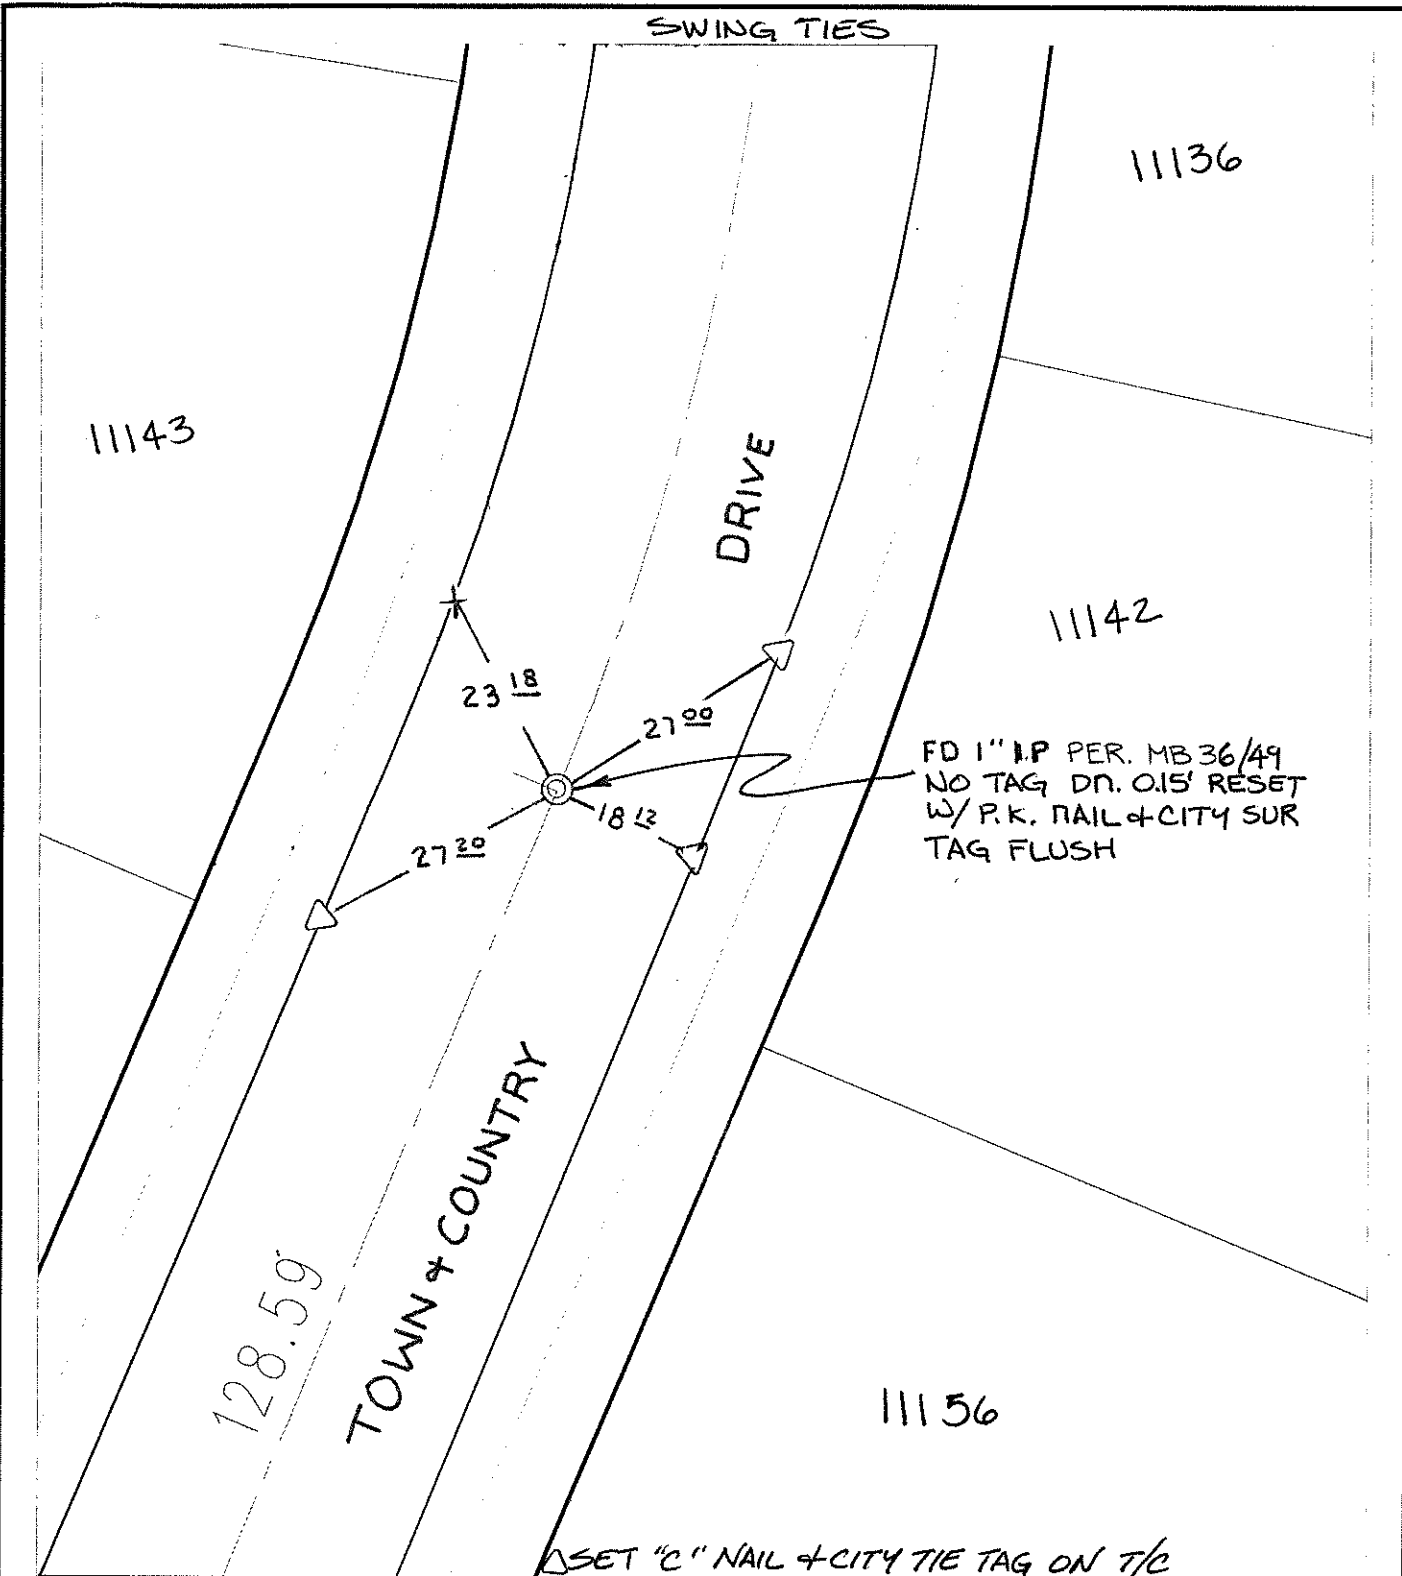 SWING TIES
11136
11143
DRIVE
11142
23 18
27 00
FD 1" I.P PER. MB 36/49
NO TAG DN. 0.15' RESET
W/ P.K. NAIL & CITY SUR
TAG FLUSH
18 12
27 20
TOWN & COUNTRY
128.59
11156
△SET "C" NAIL & CITY TIE TAG ON T/C